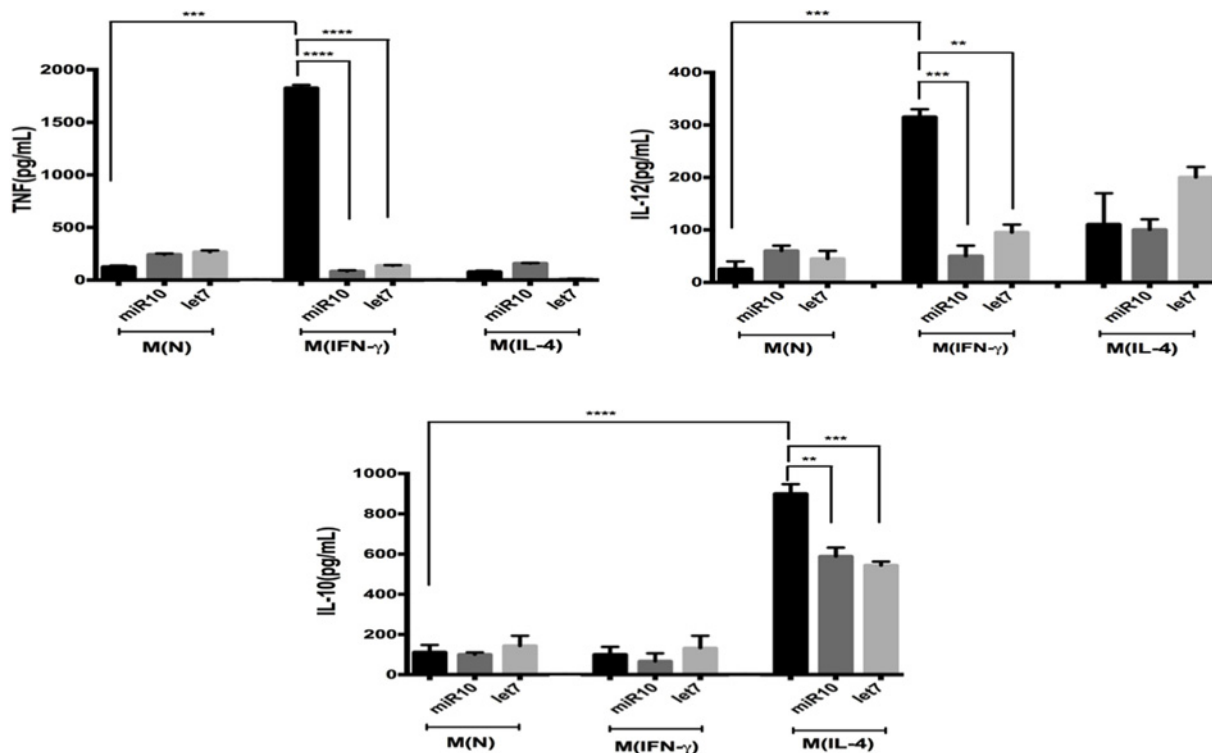 ***
****
****
2000
1500
1000
500
0
TNF(pg/mL)
miR10 let7 miR10 let7 miR10 let7
M(N) M(IFN-γ) M(IL-4)
***
**
***
400
300
200
100
0
IL-12(pg/mL)
miR10 let7 miR10 let7 miR10 let7
M(N) M(IFN-γ) M(IL-4)
****
***
**
1000
800
600
400
200
0
IL-10(pg/mL)
miR10 let7 miR10 let7 miR10 let7
M(N) M(IFN-γ) M(IL-4)